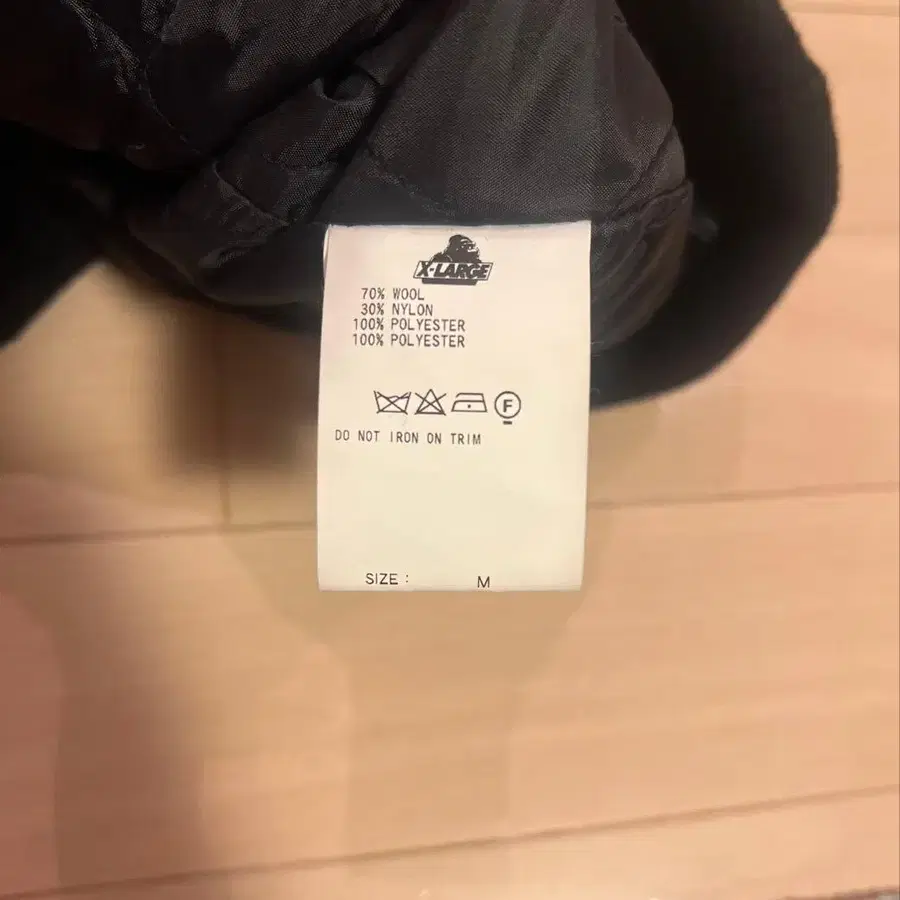 X-LARGE
70% WOOL
30% NYLON
100% POLYESTER
100% POLYESTER
F
DO NOT IRON ON TRIM
SIZE : M